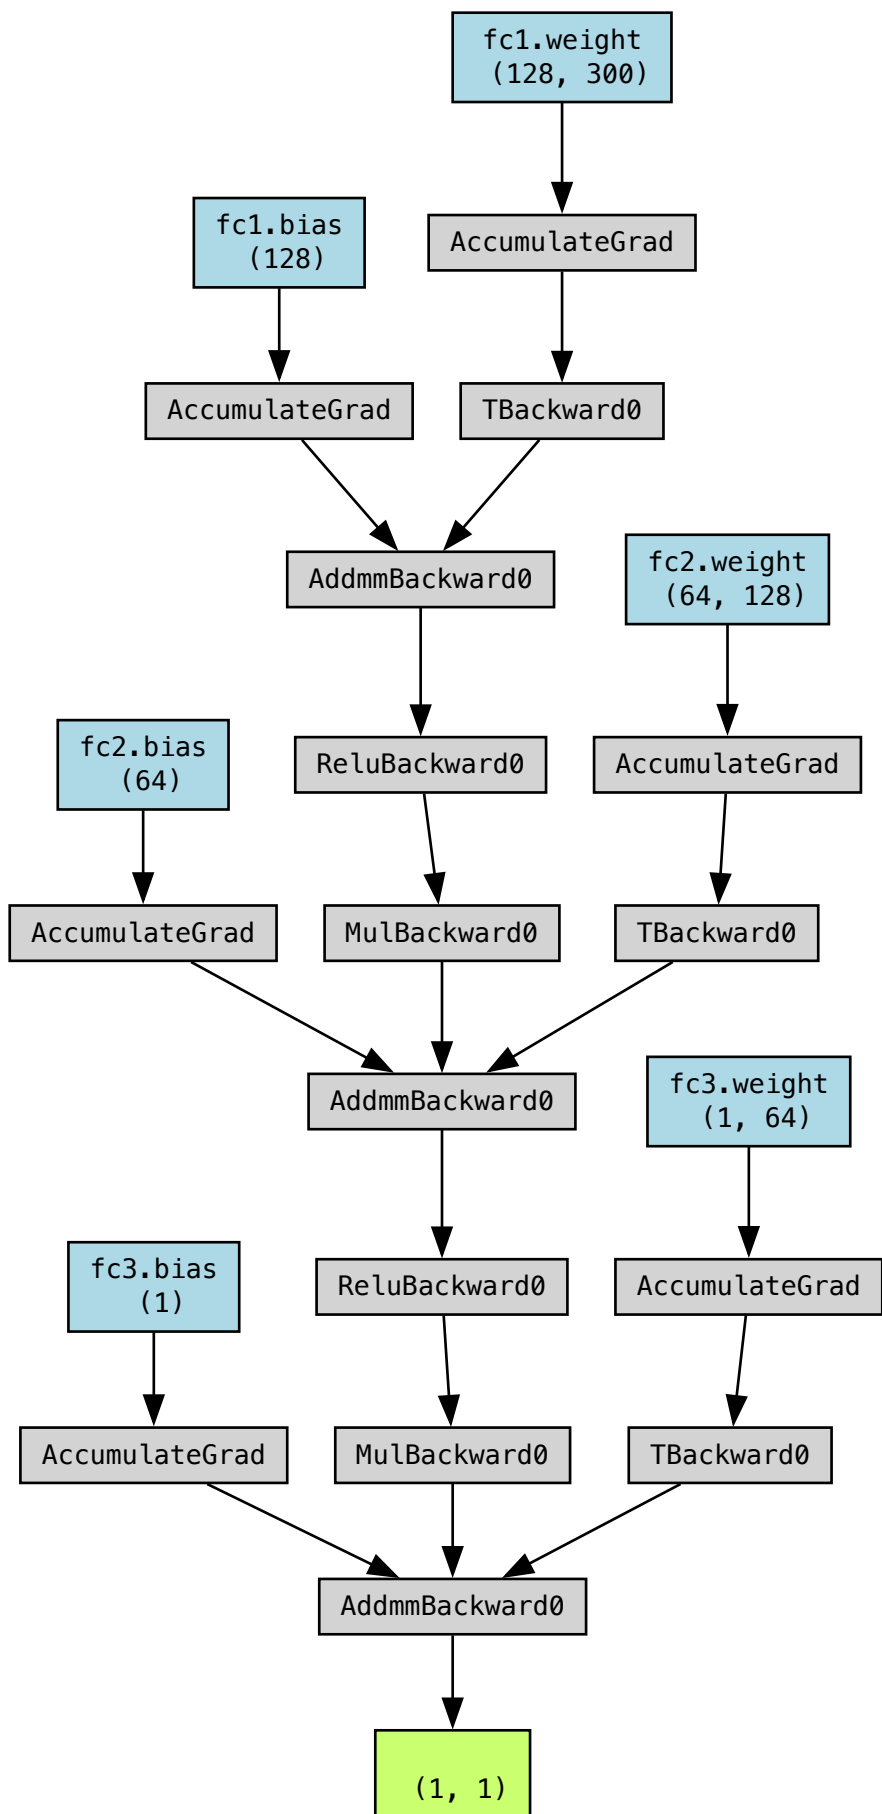 fc1.weight
(128, 300)
fc1.bias
(128)
AccumulateGrad
AccumulateGrad
TBackward0
AddmmBackward0
fc2.weight
(64, 128)
fc2.bias
(64)
ReluBackward0
AccumulateGrad
AccumulateGrad
MulBackward0
TBackward0
AddmmBackward0
fc3.weight
(1, 64)
fc3.bias
(1)
ReluBackward0
AccumulateGrad
AccumulateGrad
MulBackward0
TBackward0
AddmmBackward0
(1, 1)